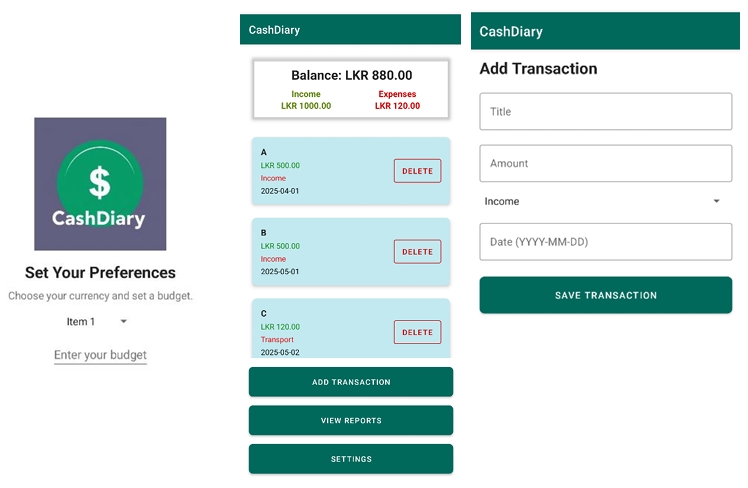 $
CashDiary
Set Your Preferences
Choose your currency and set a budget.
Item 1
Enter your budget
CashDiary
Balance: LKR 880.00
Income Expenses
LKR 1000.00 LKR 120.00
A
LKR 500.00
Income
2025-04-01
DELETE
B
LKR 500.00
Income
2025-05-01
DELETE
C
LKR 120.00
Transport
2025-05-02
DELETE
ADD TRANSACTION
VIEW REPORTS
SETTINGS
CashDiary
Add Transaction
Title
Amount
Income
Date (YYYY-MM-DD)
SAVE TRANSACTION